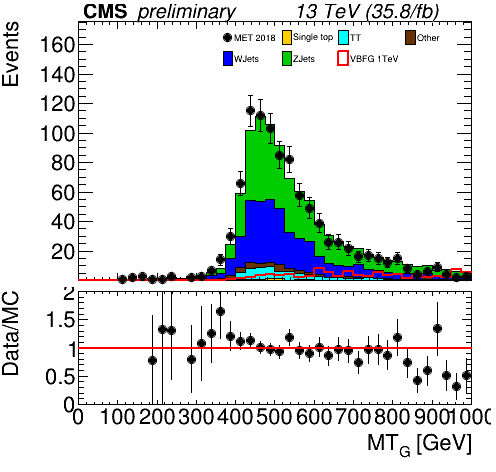 CMS preliminary 13 TeV (35.8/fb)
Events
160
140
120
100
80
60
40
20
MET 2018 Single top TT Other
WJets ZJets VBFG 1TeV
Data/MC
2
1.5
1
0.5
0
0 100 200 300 400 500 600 700 800 900 1000
MT_G [GeV]